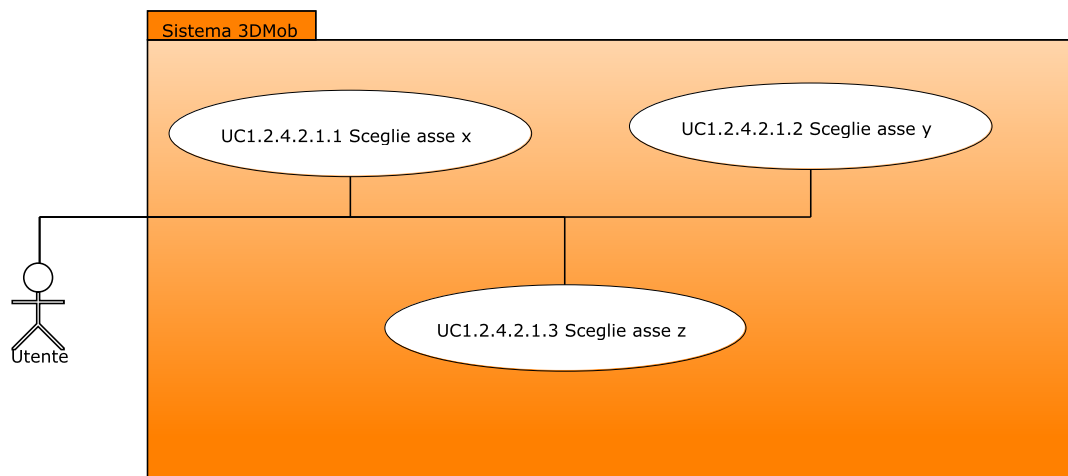 Sistema 3DMob
UC1.2.4.2.1.1 Sceglie asse x
UC1.2.4.2.1.2 Sceglie asse y
UC1.2.4.2.1.3 Sceglie asse z
Utente